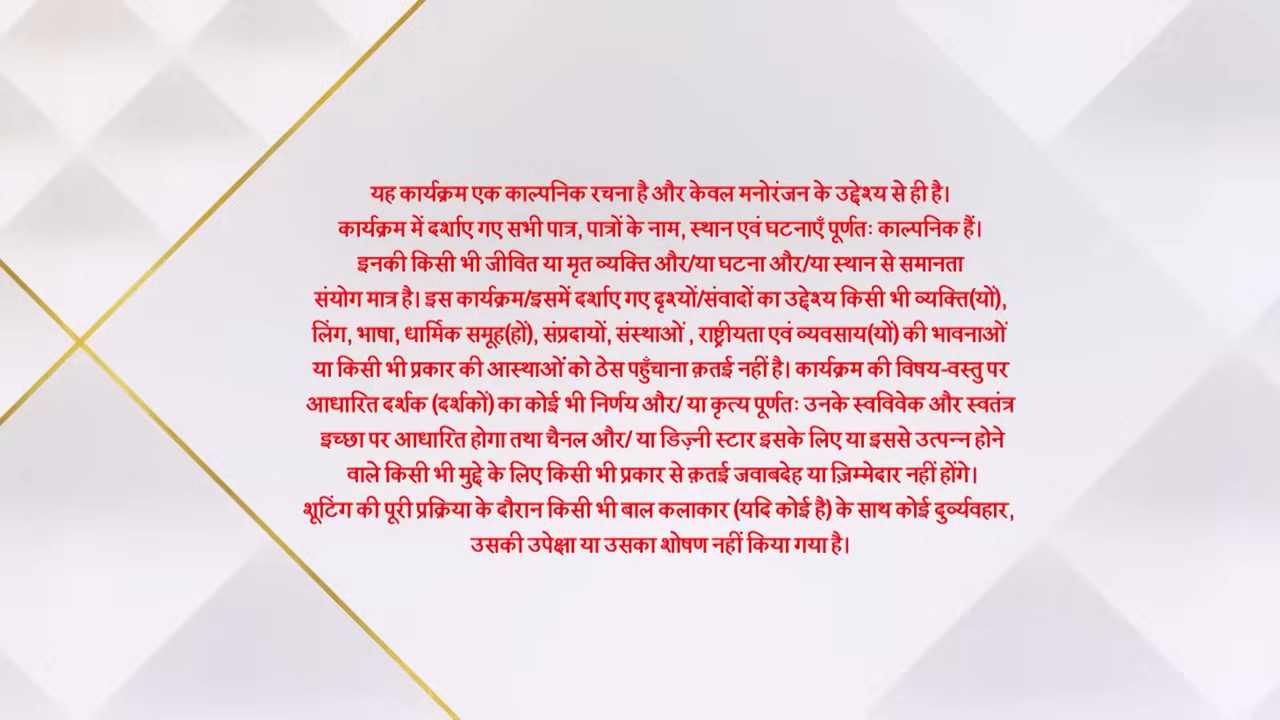 यह कार्यक्रम एक काल्पनिक रचना है और केवल मनोरंजन के उद्देश्य से ही है।
कार्यक्रम में दर्शाए गए सभी पात्र, पात्रों के नाम, स्थान एवं घटनाएँ पूर्णतः काल्पनिक हैं।
इनकी किसी भी जीवित या मृत व्यक्ति और/या घटना और/या स्थान से समानता
संयोग मात्र है। इस कार्यक्रम/इसमें दर्शाए गए दृश्यों/संवादों का उद्देश्य किसी भी व्यक्ति(यों),
लिंग, भाषा, धार्मिक समूह(हों), संप्रदायों, संस्थाओं , राष्ट्रीयता एवं व्यवसाय(यों) की भावनाओं
या किसी भी प्रकार की आस्थाओं को ठेस पहुँचाना क़तई नहीं है। कार्यक्रम की विषय-वस्तु पर
आधारित दर्शक (दर्शकों) का कोई भी निर्णय और/ या कृत्य पूर्णतः उनके स्वविवेक और स्वतंत्र
इच्छा पर आधारित होगा तथा चैनल और/ या डिज़्नी स्टार इसके लिए या इससे उत्पन्न होने
वाले किसी भी मुद्दे के लिए किसी भी प्रकार से क़तई जवाबदेह या ज़िम्मेदार नहीं होंगे।
शूटिंग की पूरी प्रक्रिया के दौरान किसी भी बाल कलाकार (यदि कोई है) के साथ कोई दुर्व्यवहार,
उसकी उपेक्षा या उसका शोषण नहीं किया गया है।